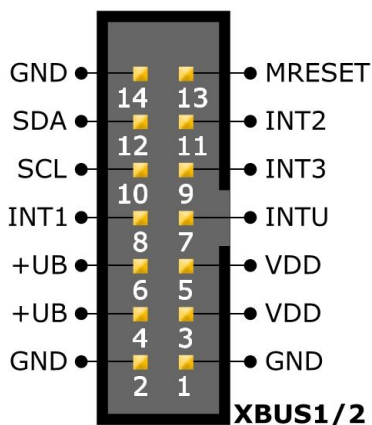 GND MRESET
14 13
SDA INT2
12 11
SCL INT3
10 9
INT1 INTU
8 7
+UB VDD
6 5
+UB VDD
4 3
GND GND
2 1
XBUS1/2